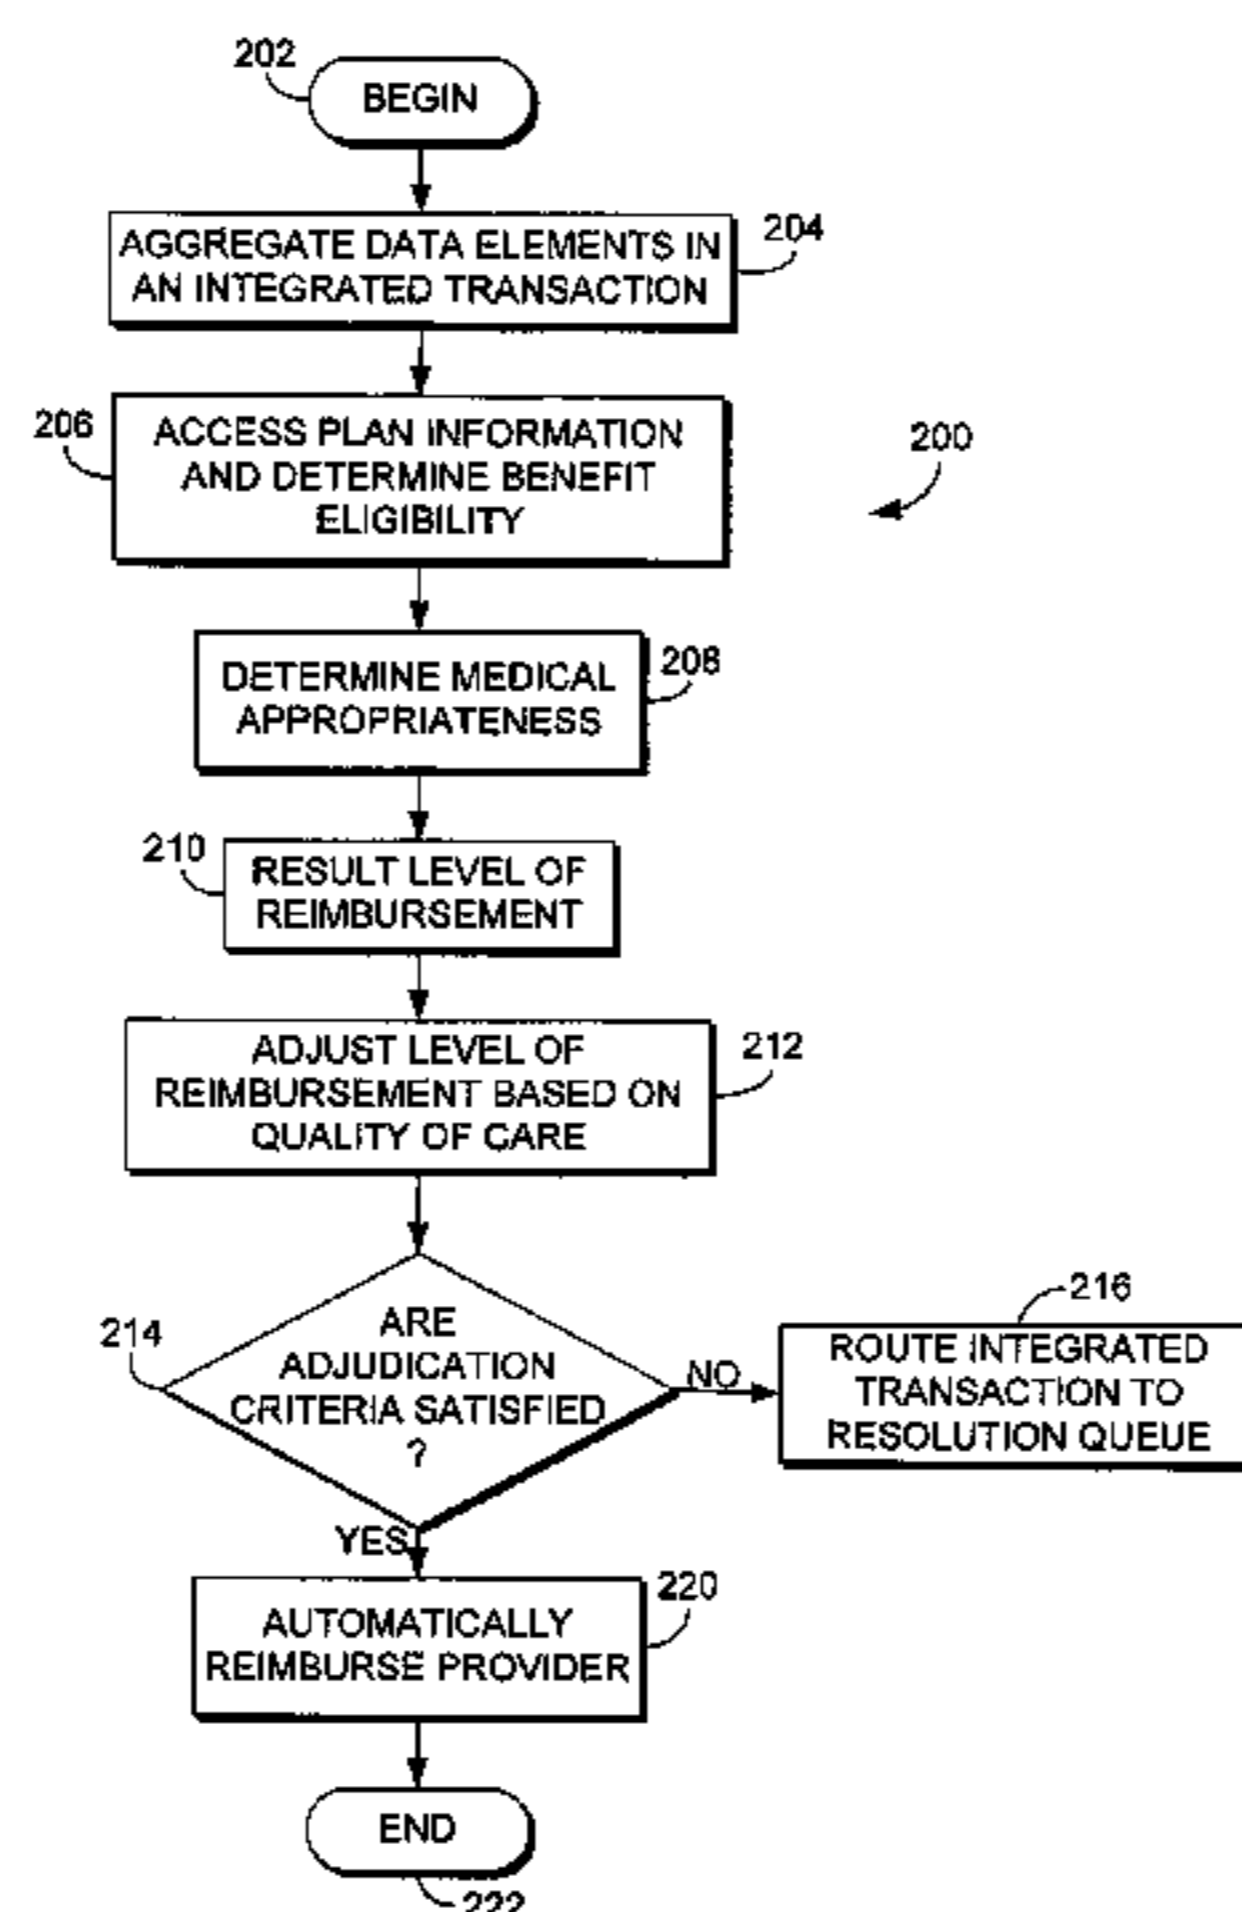 202
BEGIN
AGGREGATE DATA ELEMENTS IN
AN INTEGRATED TRANSACTION
204
206
ACCESS PLAN INFORMATION
AND DETERMINE BENEFIT
ELIGIBILITY
200
DETERMINE MEDICAL
APPROPRIATENESS
208
210
RESULT LEVEL OF
REIMBURSEMENT
ADJUST LEVEL OF
REIMBURSEMENT BASED ON
QUALITY OF CARE
212
214
ARE
ADJUDICATION
CRITERIA SATISFIED
?
NO
216
ROUTE INTEGRATED
TRANSACTION TO
RESOLUTION QUEUE
YES
AUTOMATICALLY
REIMBURSE PROVIDER
220
END
222